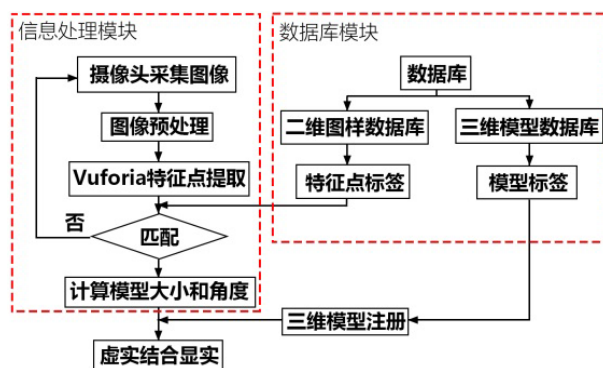 信息处理模块
摄像头采集图像
图像预处理
Vuforia特征点提取
否
匹配
计算模型大小和角度
虚实结合显实
数据库模块
数据库
二维图样数据库
三维模型数据库
特征点标签
模型标签
三维模型注册